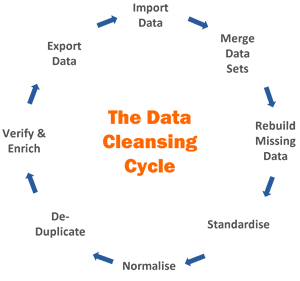 Import
Data
Merge
Data
Sets
Rebuild
Missing
Data
Standardise
Normalise
De-
Duplicate
Verify &
Enrich
Export
Data
The Data
Cleansing
Cycle